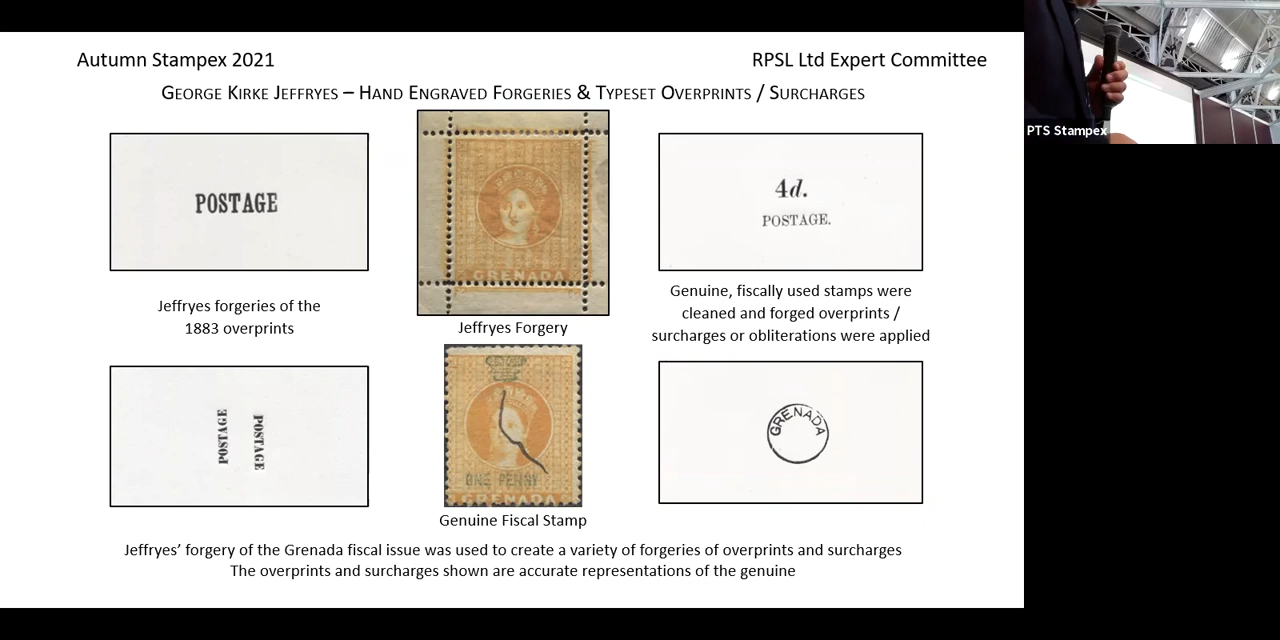 Autumn Stampex 2021
RPSL Ltd Expert Committee
GEORGE KIRKE JEFFRYES – HAND ENGRAVED FORGERIES & TYPESET OVERPRINTS / SURCHARGES
POSTAGE
GRENADA
4d.
POSTAGE.
Jeffryes forgeries of the
1883 overprints
Jeffryes Forgery
Genuine, fiscally used stamps were
cleaned and forged overprints /
surcharges or obliterations were applied
POSTAGE
POSTAGE
ONE PENNY
GRENADA
GRENADA
Genuine Fiscal Stamp
Jeffryes’ forgery of the Grenada fiscal issue was used to create a variety of forgeries of overprints and surcharges
The overprints and surcharges shown are accurate representations of the genuine
PTS Stampex